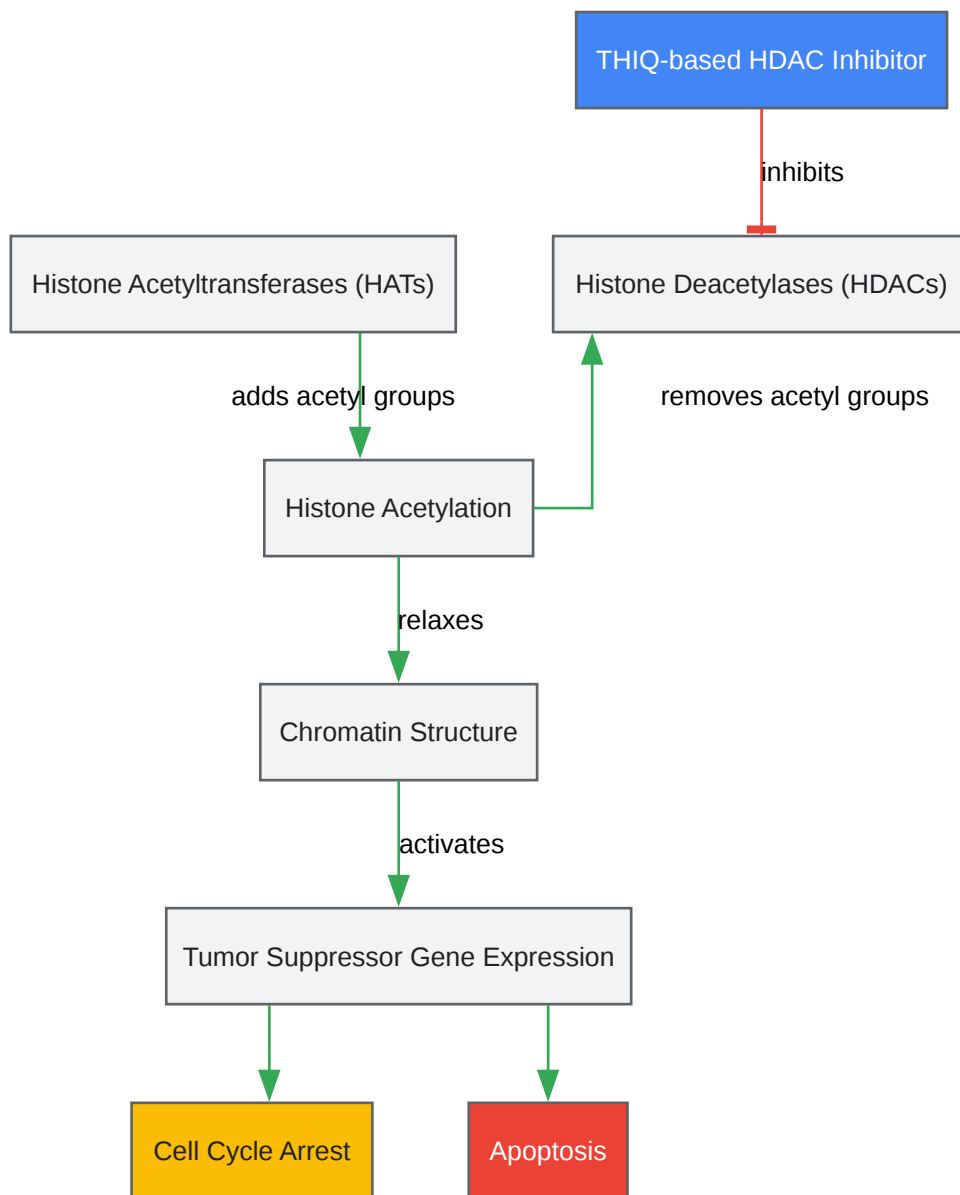 THIQ-based HDAC Inhibitor
inhibits
Histone Acetyltransferases (HATs)
Histone Deacetylases (HDACs)
adds acetyl groups
removes acetyl groups
Histone Acetylation
relaxes
Chromatin Structure
activates
Tumor Suppressor Gene Expression
Cell Cycle Arrest
Apoptosis